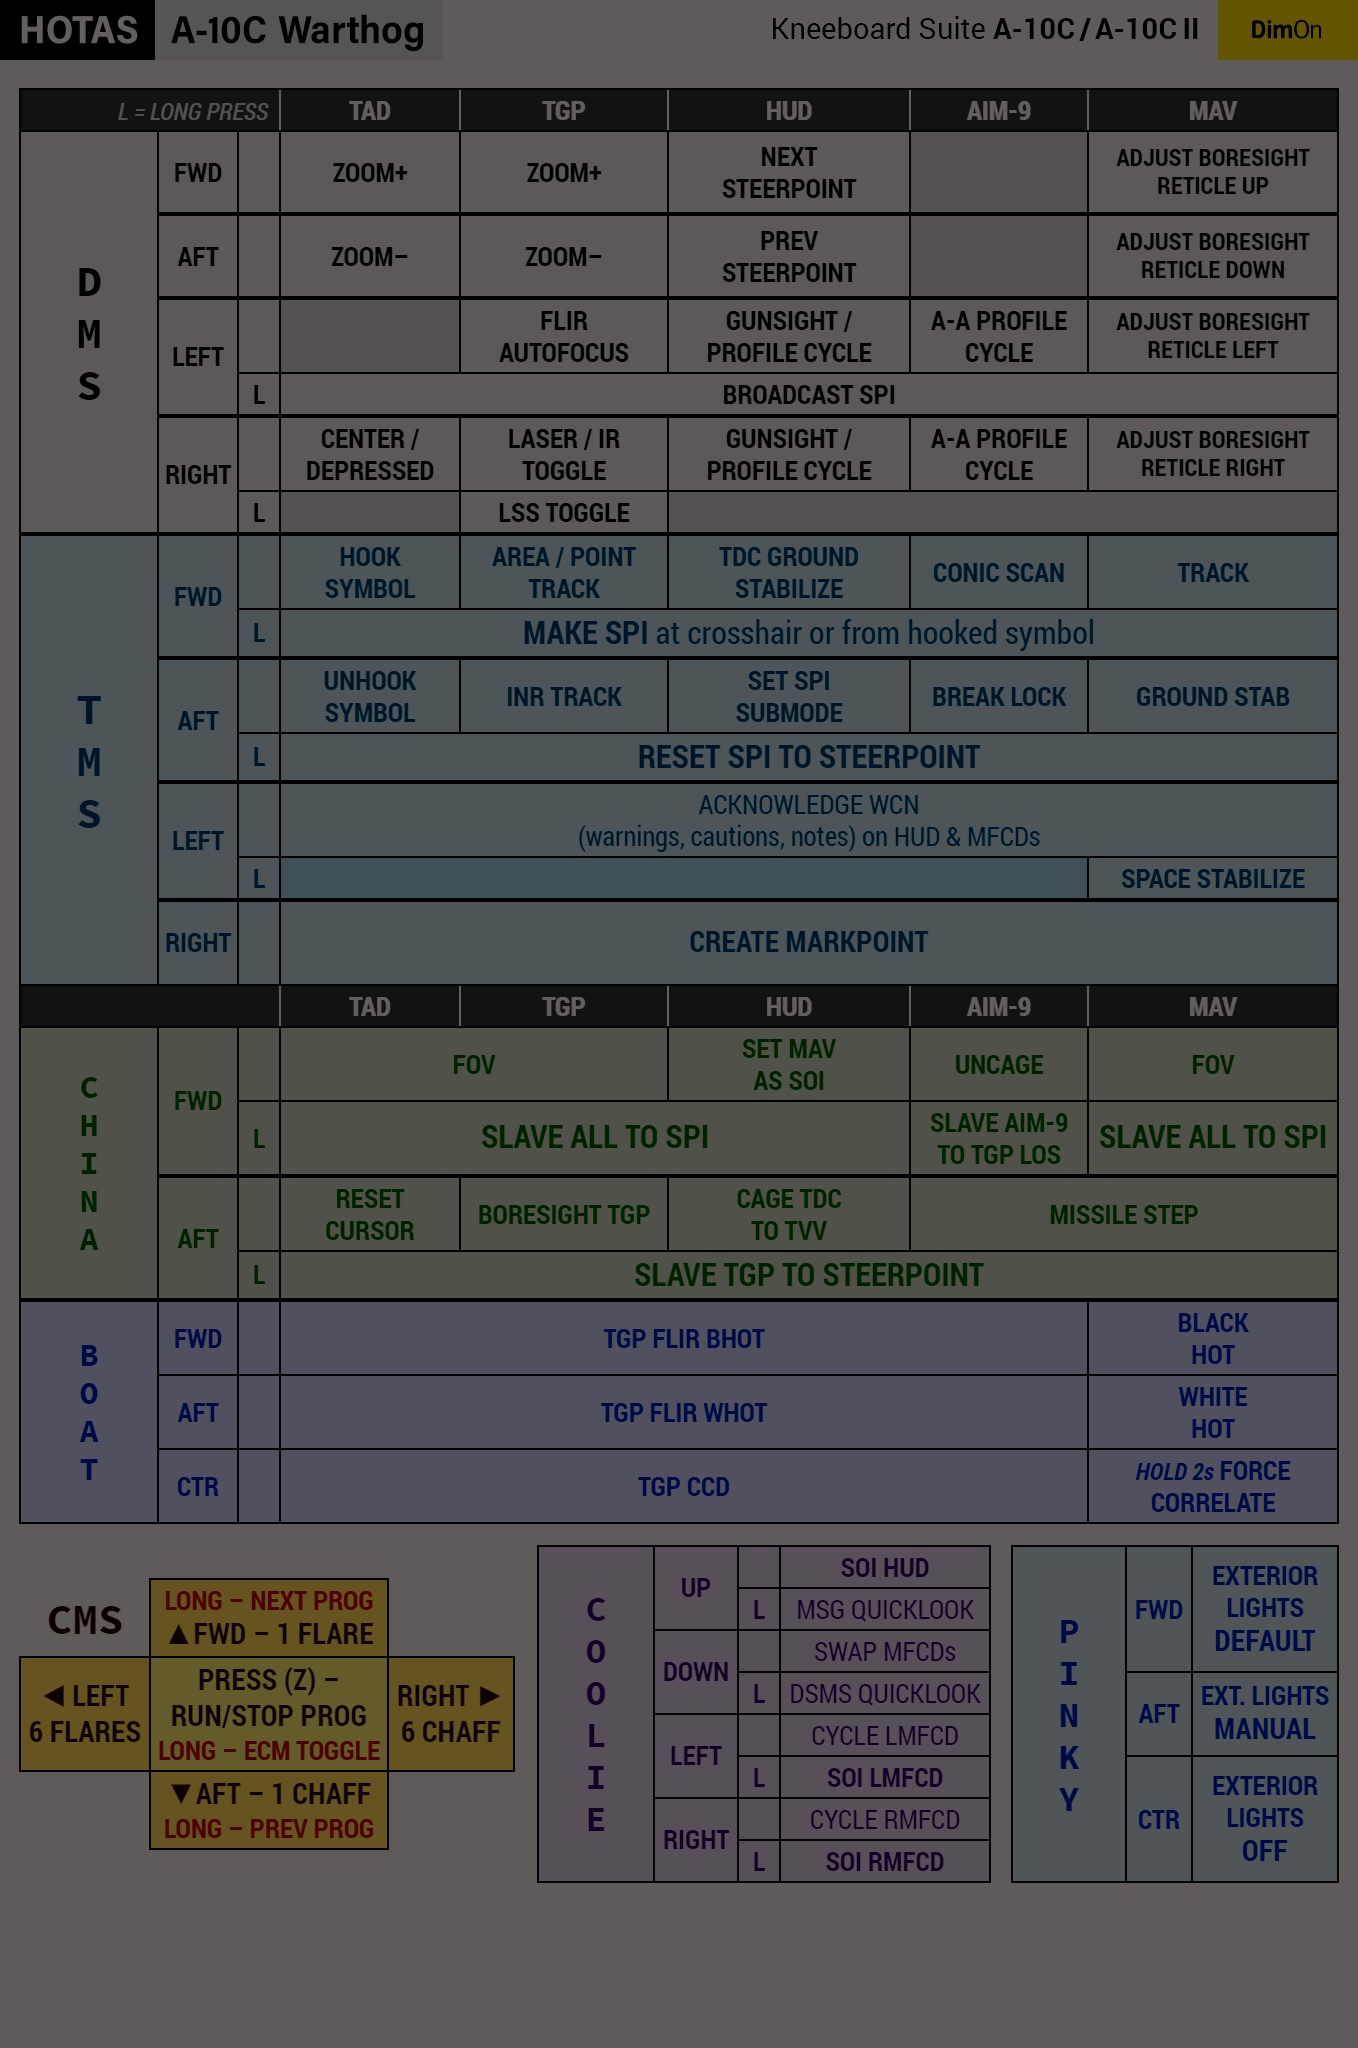 HOTAS A-10C Warthog Kneeboard Suite A-10C / A-10C II DimOn
L = LONG PRESS TAD TGP HUD AIM-9 MAV
DMS
FWD ZOOM+ ZOOM+ NEXT STEERPOINT ADJUST BORESIGHT RETICLE UP
AFT ZOOM− ZOOM− PREV STEERPOINT ADJUST BORESIGHT RETICLE DOWN
LEFT FLIR AUTOFOCUS GUNSIGHT / PROFILE CYCLE A-A PROFILE CYCLE ADJUST BORESIGHT RETICLE LEFT
L BROADCAST SPI
RIGHT CENTER / DEPRESSED LASER / IR TOGGLE GUNSIGHT / PROFILE CYCLE A-A PROFILE CYCLE ADJUST BORESIGHT RETICLE RIGHT
L LSS TOGGLE
TMS
FWD HOOK SYMBOL AREA / POINT TRACK TDC GROUND STABILIZE CONIC SCAN TRACK
L MAKE SPI at crosshair or from hooked symbol
AFT UNHOOK SYMBOL INR TRACK SET SPI SUBMODE BREAK LOCK GROUND STAB
L RESET SPI TO STEERPOINT
LEFT ACKNOWLEDGE WCN
(warnings, cautions, notes) on HUD & MFCDs
L SPACE STABILIZE
RIGHT CREATE MARKPOINT
TAD TGP HUD AIM-9 MAV
CHINA
FWD FOV SET MAV AS SOI UNCAGE FOV
L SLAVE ALL TO SPI SLAVE AIM-9 TO TGP LOS SLAVE ALL TO SPI
AFT RESET CURSOR BORESIGHT TGP CAGE TDC TO TVV MISSILE STEP
L SLAVE TGP TO STEERPOINT
BOAT
FWD TGP FLIR BHOT BLACK HOT
AFT TGP FLIR WHOT WHITE HOT
CTR TGP CCD HOLD 2s FORCE CORRELATE
CMS
LONG − NEXT PROG
▲FWD − 1 FLARE
◀ LEFT
6 FLARES
PRESS (Z) −
RUN/STOP PROG
LONG − ECM TOGGLE
RIGHT ▶
6 CHAFF
▼AFT − 1 CHAFF
LONG − PREV PROG
COOLIE
UP SOI HUD
L MSG QUICKLOOK
DOWN SWAP MFCDs
L DSMS QUICKLOOK
LEFT CYCLE LMFCD
L SOI LMFCD
RIGHT CYCLE RMFCD
L SOI RMFCD
PINKY
FWD EXTERIOR LIGHTS DEFAULT
AFT EXT. LIGHTS MANUAL
CTR EXTERIOR LIGHTS OFF